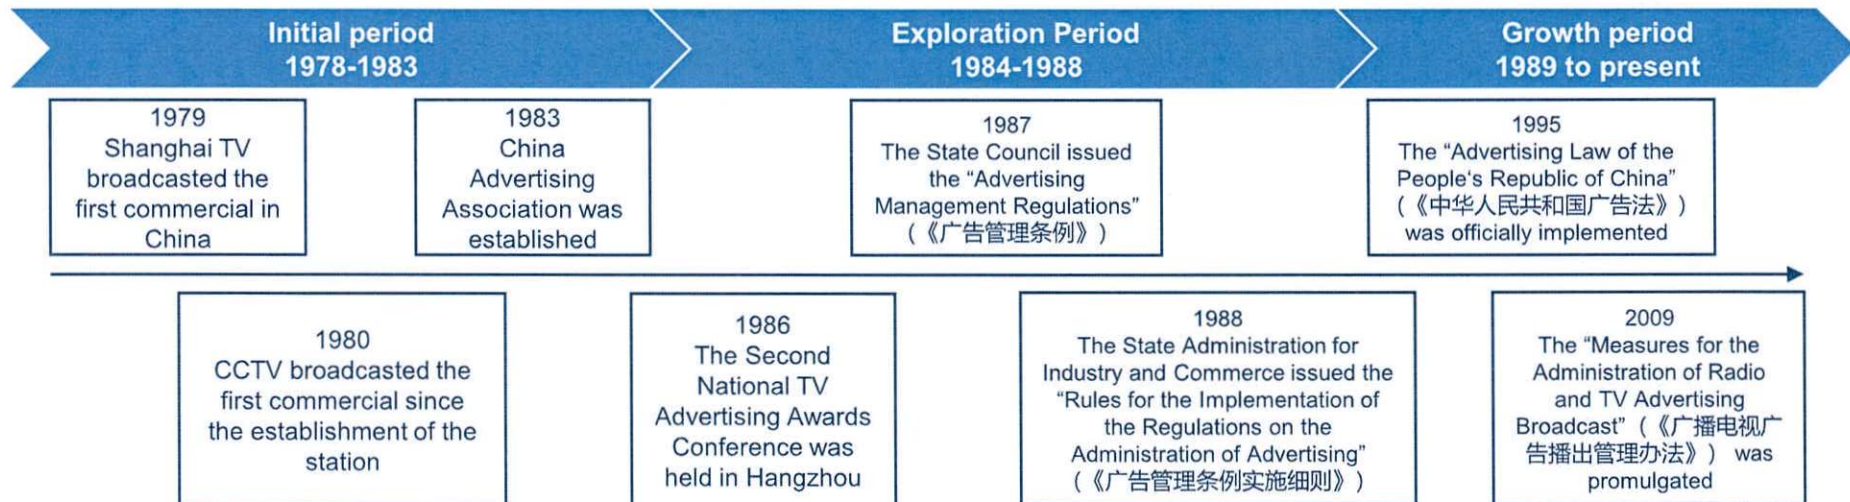 Initial period
1978-1983
Exploration Period
1984-1988
Growth period
1989 to present
1979
Shanghai TV
broadcasted the
first commercial in
China
1983
China
Advertising
Association was
established
1987
The State Council issued
the “Advertising
Management Regulations”
(《广告管理条例》)
1995
The “Advertising Law of the
People‘s Republic of China”
(《中华人民共和国广告法》)
was officially implemented
1980
CCTV broadcasted the
first commercial since
the establishment of the
station
1986
The Second
National TV
Advertising Awards
Conference was
held in Hangzhou
1988
The State Administration for
Industry and Commerce issued the
“Rules for the Implementation of
the Regulations on the
Administration of Advertising”
(《广告管理条例实施细则》)
2009
The “Measures for the
Administration of Radio
and TV Advertising
Broadcast” (《广播电视广
告播出管理办法》) was
promulgated